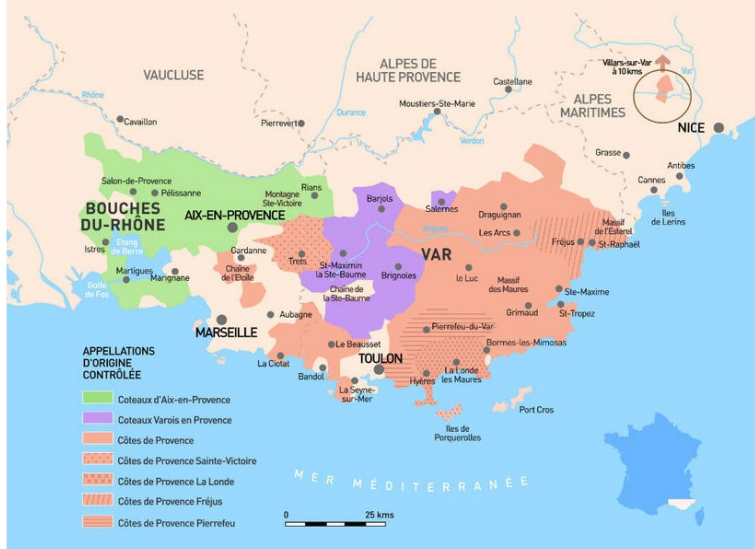 VAUCLUSE
ALPES DE
HAUTE PROVENCE
Villars-sur-Var
à 10 kms
Var
Castellane
Rhône
Durance
Moustiers-Ste-Marie
ALPES
MARITIMES
Cavaillon
Pierrevert
Verdon
NICE
Grasse
Antibes
Cannes
Salon-de-Provence
Pélissanne
Rians
Montagne
Ste-Victoire
Barjols
Salernes
Draguignan
Iles
de Lerins
BOUCHES
DU-RHÔNE
AIX-EN-PROVENCE
Argens
Les Arcs
Massif
de l'Esterel
Fréjus
St-Raphaël
Istres
Etang
de Berre
Gardanne
Trets
St-Maximin
la Ste-Baume
VAR
Martigues
Marignane
Chaine
de l'Etoile
Brignoles
le Luc
Massif
des Maures
Golfe
de Fos
Chaîne de
la Ste-Baume
Ste-Maxime
Grimaud
St-Tropez
MARSEILLE
Aubagne
Pierrefeu-du-Var
Le Beausset
Bormes-les-Mimosas
La Ciotat
TOULON
Bandol
La Londe
les Maures
Hyères
La Seyne-
sur-Mer
Port Cros
Iles de
Porquerolles
APPELLATIONS
D'ORIGINE
CONTRÔLÉE
Coteaux d'Aix-en-Provence
Coteaux Varois en Provence
Côtes de Provence
Côtes de Provence Sainte-Victoire
Côtes de Provence La Londe
Côtes de Provence Fréjus
Côtes de Provence Pierrefeu
MER MÉDITERRANÉE
0 25 kms